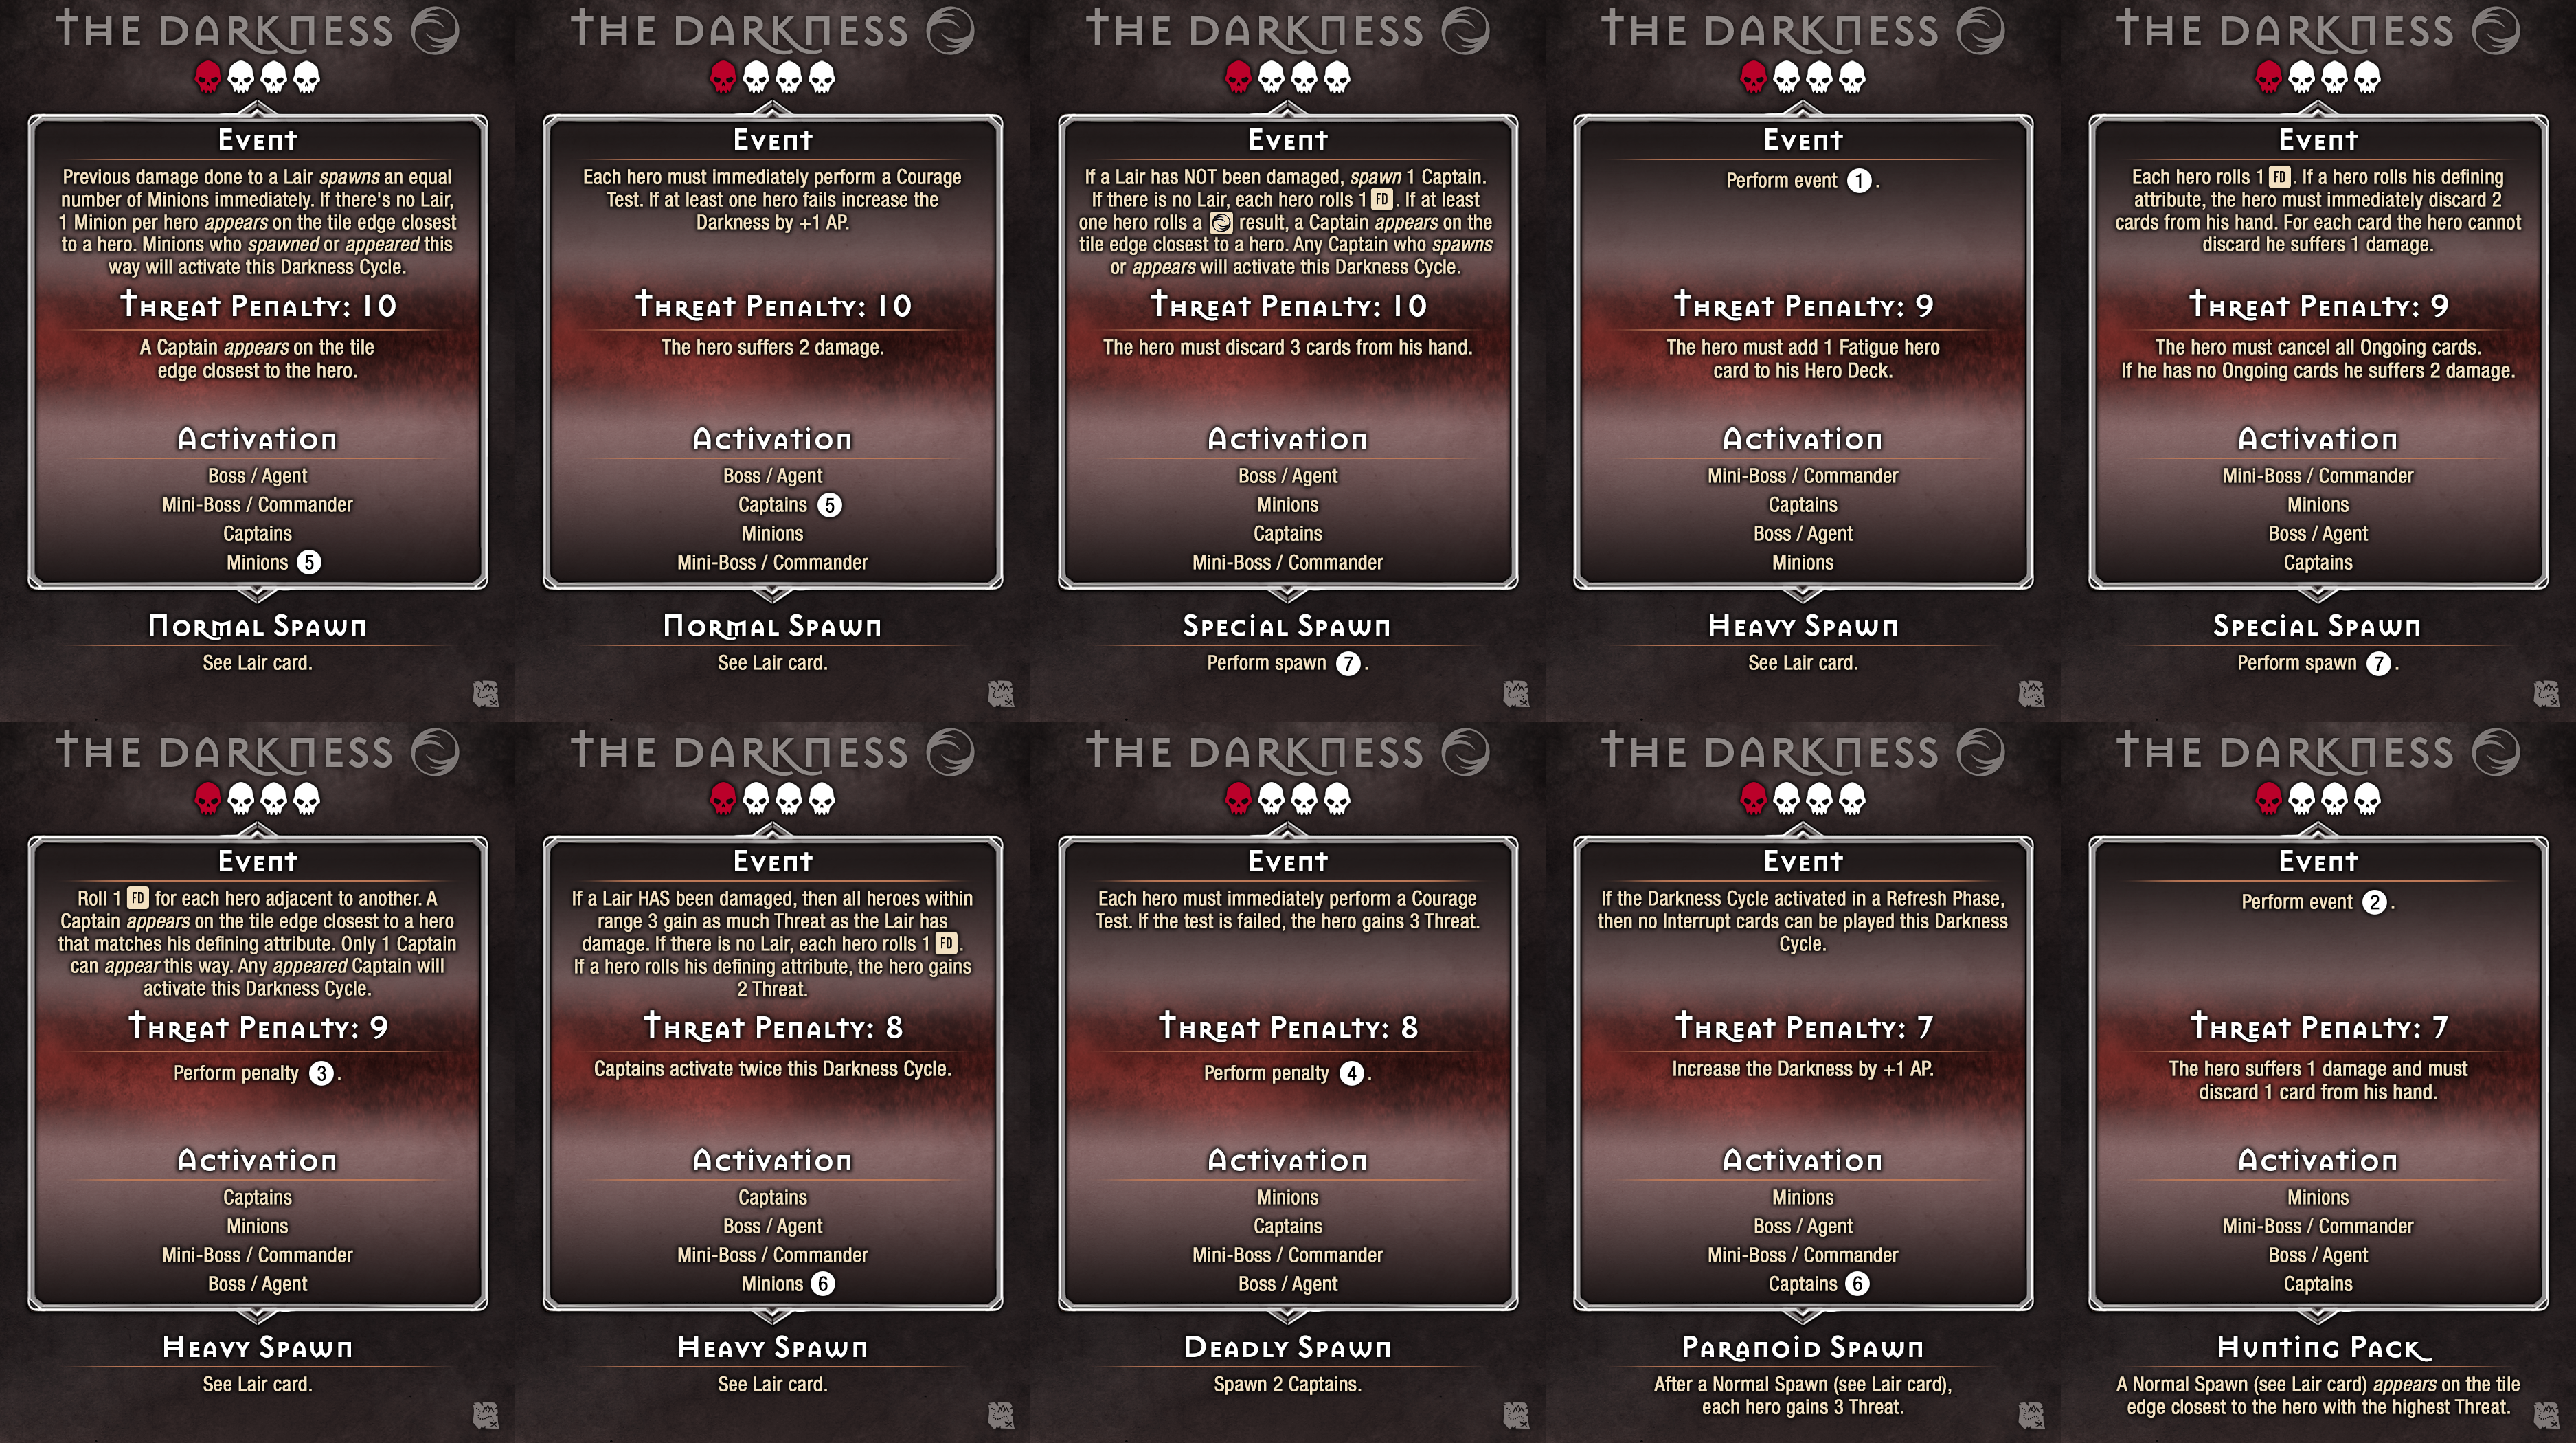 THE DARKNESS
Event
Previous damage done to a Lair spawns an equal
number of Minions immediately. If there's no Lair,
1 Minion per hero appears on the tile edge closest
to a hero. Minions who spawned or appeared this
way will activate this Darkness Cycle.
Threat Penalty: 10
A Captain appears on the tile
edge closest to the hero.
Activation
Boss / Agent
Mini-Boss / Commander
Captains
Minions 5
Normal Spawn
See Lair card.
THE DARKNESS
Event
Each hero must immediately perform a Courage
Test. If at least one hero fails increase the
Darkness by +1 AP.
Threat Penalty: 10
The hero suffers 2 damage.
Activation
Boss / Agent
Captains 5
Minions
Mini-Boss / Commander
Normal Spawn
See Lair card.
THE DARKNESS
Event
If a Lair has NOT been damaged, spawn 1 Captain.
If there is no Lair, each hero rolls 1 FD. If at least
one hero rolls a result, a Captain appears on the
tile edge closest to a hero. Any Captain who spawns
or appears will activate this Darkness Cycle.
Threat Penalty: 10
The hero must discard 3 cards from his hand.
Activation
Boss / Agent
Minions
Captains
Mini-Boss / Commander
Special Spawn
Perform spawn 7.
THE DARKNESS
Event
Perform event 1.
Threat Penalty: 9
The hero must add 1 Fatigue hero
card to his Hero Deck.
Activation
Mini-Boss / Commander
Captains
Boss / Agent
Minions
Heavy Spawn
See Lair card.
THE DARKNESS
Event
Each hero rolls 1 FD. If a hero rolls his defining
attribute, the hero must immediately discard 2
cards from his hand. For each card the hero cannot
discard he suffers 1 damage.
Threat Penalty: 9
The hero must cancel all Ongoing cards.
If he has no Ongoing cards he suffers 2 damage.
Activation
Mini-Boss / Commander
Minions
Boss / Agent
Captains
Special Spawn
Perform spawn 7.
THE DARKNESS
Event
Roll 1 FD for each hero adjacent to another. A
Captain appears on the tile edge closest to a hero
that matches his defining attribute. Only 1 Captain
can appear this way. Any appeared Captain will
activate this Darkness Cycle.
Threat Penalty: 9
Perform penalty 3.
Activation
Captains
Minions
Mini-Boss / Commander
Boss / Agent
Heavy Spawn
See Lair card.
THE DARKNESS
Event
If a Lair HAS been damaged, then all heroes within
range 3 gain as much Threat as the Lair has
damage. If there is no Lair, each hero rolls 1 FD.
If a hero rolls his defining attribute, the hero gains
2 Threat.
Threat Penalty: 8
Captains activate twice this Darkness Cycle.
Activation
Captains
Boss / Agent
Mini-Boss / Commander
Minions 6
Heavy Spawn
See Lair card.
THE DARKNESS
Event
Each hero must immediately perform a Courage
Test. If the test is failed, the hero gains 3 Threat.
Threat Penalty: 8
Perform penalty 4.
Activation
Minions
Captains
Mini-Boss / Commander
Boss / Agent
Deadly Spawn
Spawn 2 Captains.
THE DARKNESS
Event
If the Darkness Cycle activated in a Refresh Phase,
then no Interrupt cards can be played this Darkness
Cycle.
Threat Penalty: 7
Increase the Darkness by +1 AP.
Activation
Minions
Boss / Agent
Mini-Boss / Commander
Captains 6
Paranoid Spawn
After a Normal Spawn (see Lair card),
each hero gains 3 Threat.
THE DARKNESS
Event
Perform event 2.
Threat Penalty: 7
The hero suffers 1 damage and must
discard 1 card from his hand.
Activation
Minions
Mini-Boss / Commander
Boss / Agent
Captains
Hunting Pack
A Normal Spawn (see Lair card) appears on the tile
edge closest to the hero with the highest Threat.